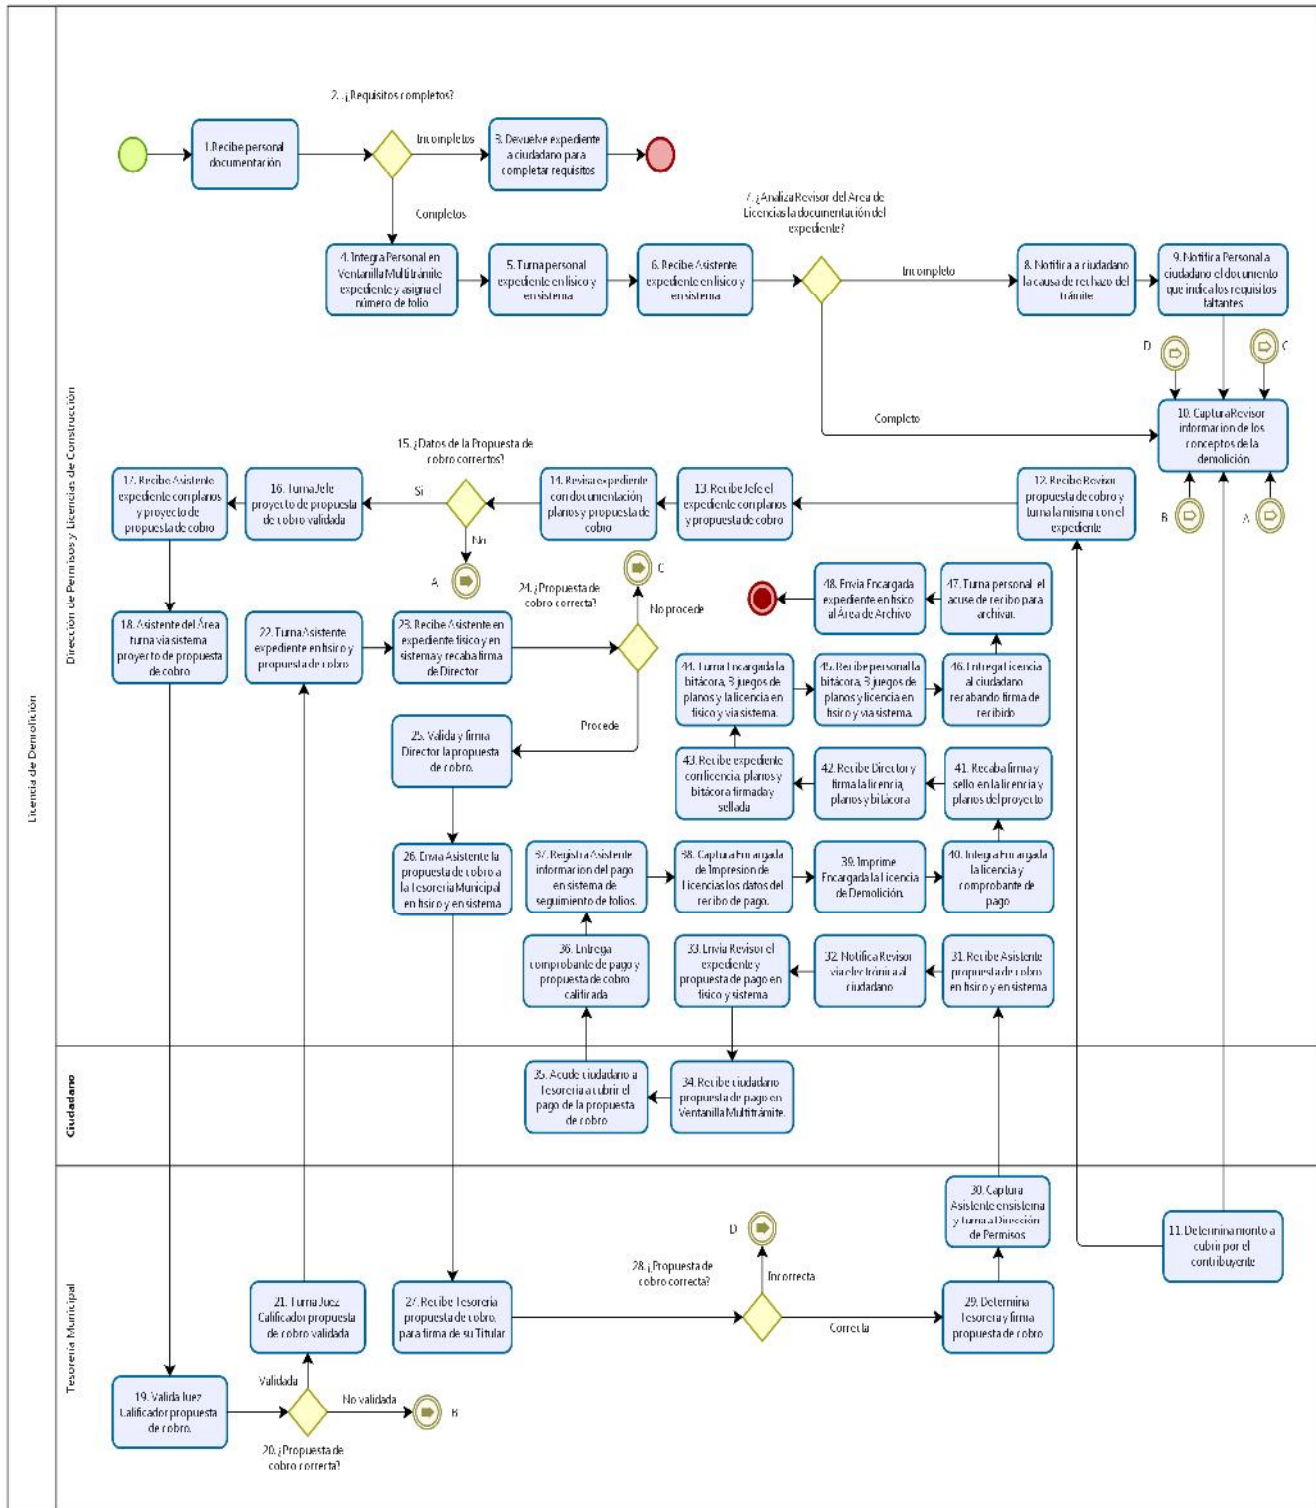 Licencia de Demolición
Dirección de Permisos y Licencias de Construcción
2. ¿Requisitos completos?
1.Recibe personal
documentación
Incompletos
3. Devuelve expediente
a ciudadano para
completar requisitos
Completos
4. Integra Personal en
Ventanilla Multitrámite
expediente y asigna el
número de folio
5. Turna personal
expediente en físico y
en sistema
6. Recibe Asistente
expediente en físico y
en sistema
7. ¿Analiza Revisor del Área de
Licencias la documentación del
expediente?
Incompleto
8. Notifica a ciudadano
la causa de rechazo del
trámite
9. Notifica Personal a
ciudadano el documento
que indica los requisitos
faltantes
D
C
Completo
10. Captura Revisor
información de los
conceptos de la
demolición
B
A
17. Recibe Asistente
expediente con planos
y proyecto de
propuesta de cobro
16. Turna Jefe
proyecto de propuesta
de cobro validada
15. ¿Datos de la Propuesta de
cobro correctos?
Si
No
A
14. Revisa expediente
con documentación,
planos y propuesta de
cobro
13. Recibe Jefe el
expediente con planos
y propuesta de cobro
12. Recibe Revisor
propuesta de cobro y
turna la misma con el
expediente
18. Asistente del Área
turna vía sistema
proyecto de propuesta
de cobro
22. Turna Asistente
expediente en físico y
propuesta de cobro
23. Recibe Asistente en
expediente físico y en
sistema y recaba firma
de Director
24. ¿Propuesta de
cobro correcta?
C
No procede
Procede
48. Envía Encargada
expediente en físico
al Área de Archivo
47. Turna personal el
acuse de recibo para
archivar.
44. Turna Encargada la
bitácora, 3 juegos de
planos y la licencia en
físico y vía sistema.
45. Recibe personal la
bitácora, 3 juegos de
planos y licencia en
físico y vía sistema.
46. Entrega Licencia
al ciudadano
recabando firma de
recibido
25. Valida y firma
Director la propuesta
de cobro.
43. Recibe expediente
con licencia, planos y
bitácora firmada y
sellada
42. Recibe Director y
firma la licencia,
planos y bitácora
41. Recaba firma y
sello en la licencia y
planos del proyecto
26. Envía Asistente la
propuesta de cobro a
la Tesorería Municipal
en físico y en sistema
37. Registra Asistente
información del pago
en sistema de
seguimiento de folios.
38. Captura Encargada
de Impresión de
Licencias los datos del
recibo de pago.
39. Imprime
Encargada la Licencia
de Demolición.
40. Integra Encargada
la licencia y
comprobante de
pago
36. Entrega
comprobante de pago y
propuesta de cobro
calificada
33. Envía Revisor el
expediente y
propuesta de pago en
físico y sistema
32. Notifica Revisor
vía electrónica al
ciudadano
31. Recibe Asistente
propuesta de cobro
en físico y en sistema
Ciudadano
35. Acude ciudadano a
Tesorería a cubrir el
pago de la propuesta
de cobro
34. Recibe ciudadano
propuesta de pago en
Ventanilla Multitrámite.
Tesorería Municipal
30. Captura
Asistente en sistema
y turna a Dirección
de Permisos
11. Determina monto a
cubrir por el
contribuyente
21. Turna Juez
Calificador propuesta
de cobro validada
27. Recibe Tesorería
propuesta de cobro,
para firma de su Titular
28. ¿Propuesta de
cobro correcta?
D
Incorrecta
Correcta
29. Determina
Tesorera y firma
propuesta de cobro
19. Valida Juez
Calificador propuesta
de cobro.
Validada
No validada
B
20. ¿Propuesta de
cobro correcta?